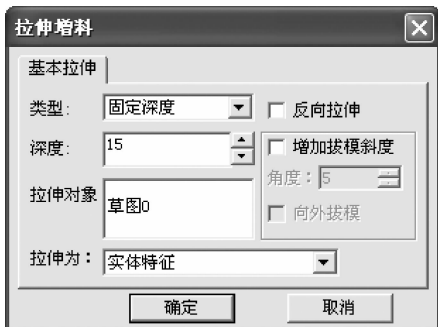 拉伸增料
基本拉伸
类型: 固定深度 反向拉伸
深度: 15 增加拔模斜度
角度: 5
拉伸对象 草图0 向外拔模
拉伸为: 实体特征
确定 取消